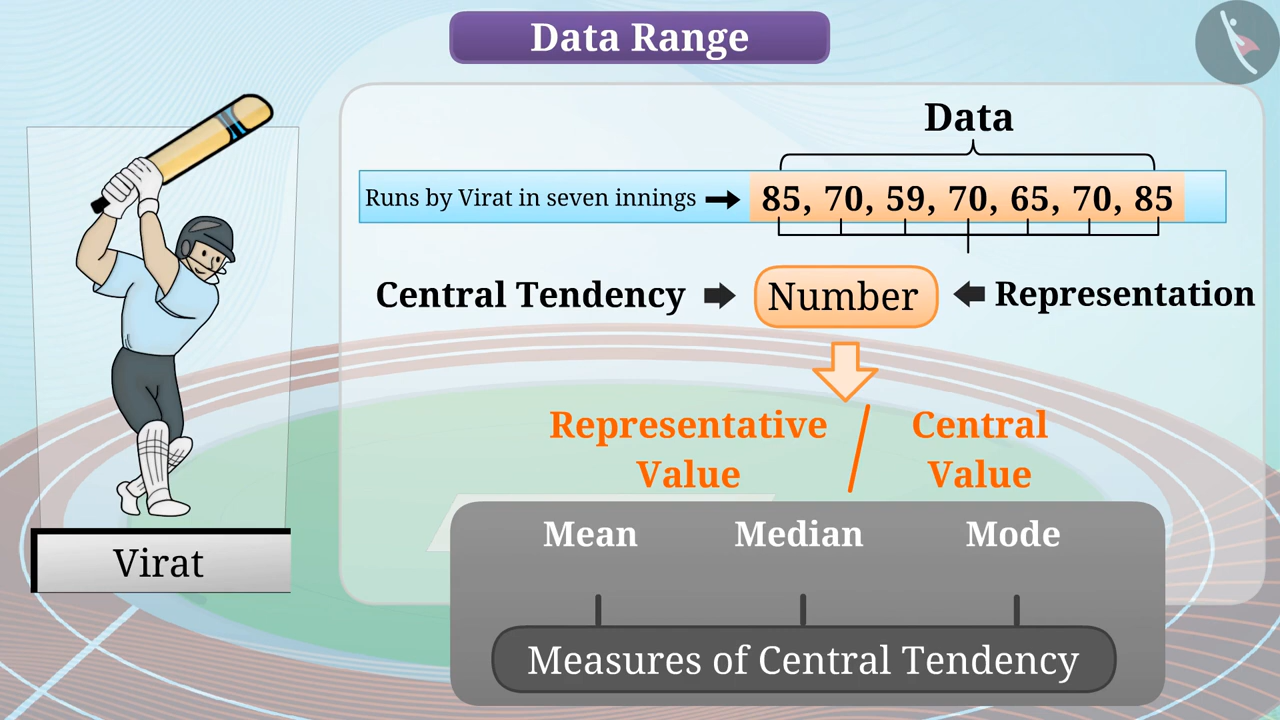 Data Range
Data
Runs by Virat in seven innings 85, 70, 59, 70, 65, 70, 85
Central Tendency Number Representation
Representative Value / Central Value
Mean Median Mode
Measures of Central Tendency
Virat